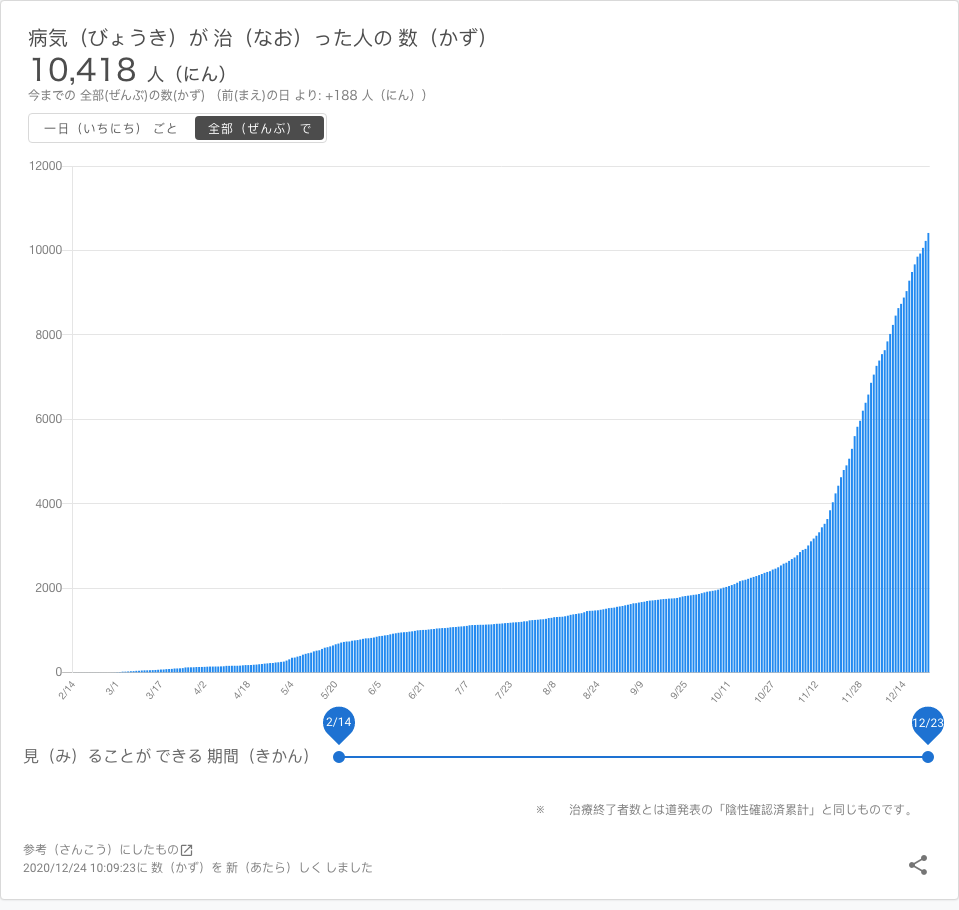 病気（びょうき）が 治（なお）った人の 数（かず）
10,418 人（にん）
今までの 全部(ぜんぶ)の数(かず) （前(まえ)の日 より: +188 人（にん））
一日（いちにち） ごと 全部（ぜんぶ）で
12000
10000
8000
6000
4000
2000
0
2/14 3/1 3/17 4/2 4/18 5/4 5/20 6/5 6/21 7/7 7/23 8/8 8/24 9/9 9/25 10/11 10/27 11/12 11/28 12/14
2/14 12/23
見（み）ることが できる 期間（きかん）
※ 治療終了者数とは道発表の「陰性確認済累計」と同じものです。
参考（さんこう）にしたもの
2020/12/24 10:09:23に 数（かず）を 新（あたら）しく しました